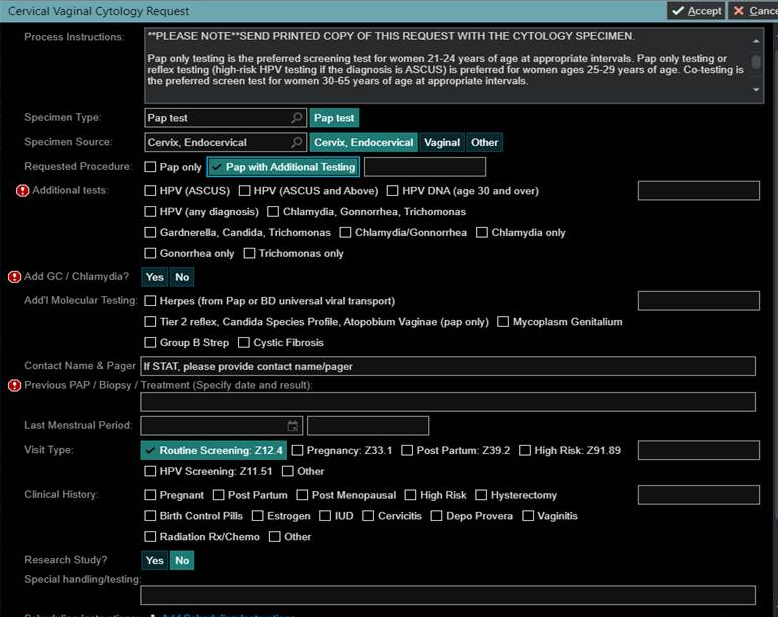 Cervical Vaginal Cytology Request Accept Cance
Process Instructions: **PLEASE NOTE**SEND PRINTED COPY OF THIS REQUEST WITH THE CYTOLOGY SPECIMEN.
Pap only testing is the preferred screening test for women 21-24 years of age at appropriate intervals. Pap only testing or
reflex testing (high-risk HPV testing if the diagnosis is ASCUS) is preferred for women ages 25-29 years of age. Co-testing is
the preferred screen test for women 30-65 years of age at appropriate intervals.
Specimen Type: Pap test Pap test
Specimen Source: Cervix, Endocervical Cervix, Endocervical Vaginal Other
Requested Procedure: Pap only Pap with Additional Testing
Additional tests: HPV (ASCUS) HPV (ASCUS and Above) HPV DNA (age 30 and over)
HPV (any diagnosis) Chlamydia, Gonnorrhea, Trichomonas
Gardnerella, Candida, Trichomonas Chlamydia/Gonnorhea Chlamydia only
Gonorrhea only Trichomonas only
Add GC / Chlamydia? Yes No
Add'l Molecular Testing: Herpes (from Pap or BD universal viral transport)
Tier 2 reflex, Candida Species Profile, Atopobium Vaginae (pap only) Mycoplasm Genitalium
Group B Strep Cystic Fibrosis
Contact Name & Pager If STAT, please provide contact name/pager
Previous PAP / Biopsy / Treatment (Specify date and result):
Last Menstrual Period:
Visit Type: Routine Screening: Z12.4 Pregnancy: Z33.1 Post Partum: Z39.2 High Risk: Z91.89
HPV Screening: Z11.51 Other
Clinical History: Pregnant Post Partum Post Menopausal High Risk Hysterectomy
Birth Control Pills Estrogen IUD Cervicitis Depo Provera Vaginitis
Radiation Rx/Chemo Other
Research Study? Yes No
Special handling/testing:
Scheduling Instructions: Add Scheduling Instructions